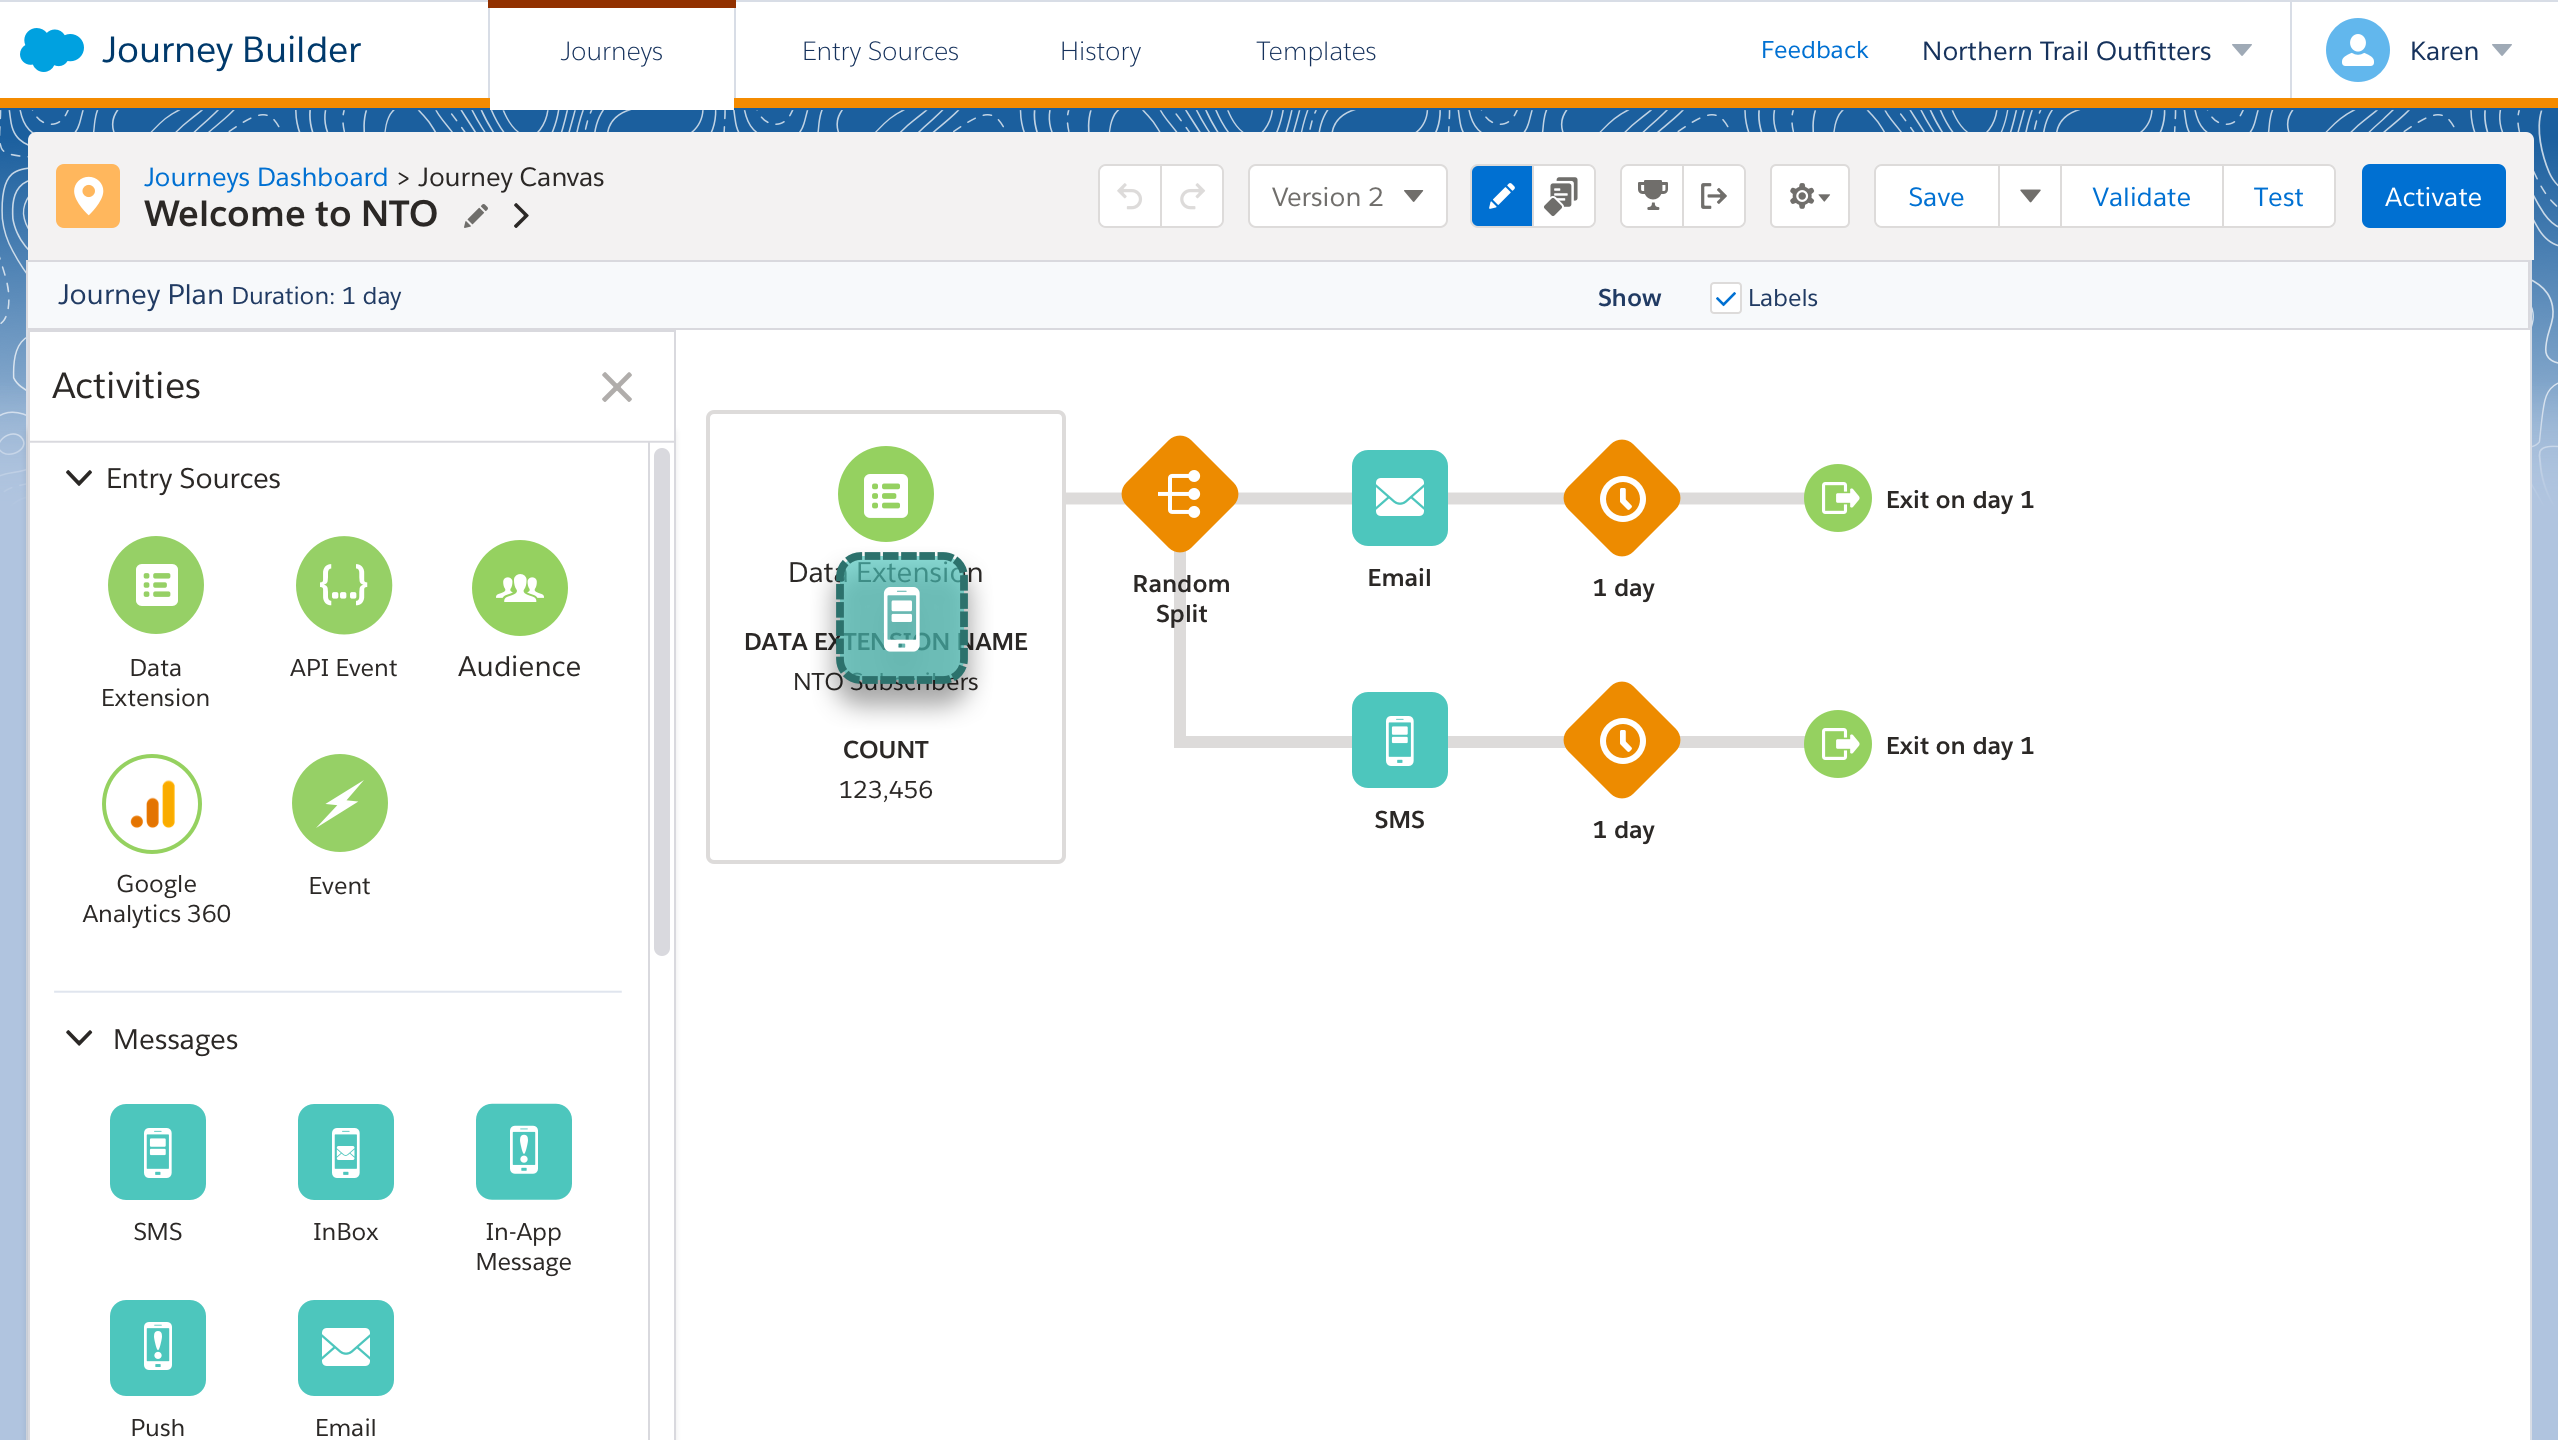 Journey Builder
Journeys
Entry Sources
History
Templates
Feedback
Northern Trail Outfitters
Karen
Journeys Dashboard > Journey Canvas
Welcome to NTO
Version 2
Save
Validate
Test
Activate
Journey Plan Duration: 1 day
Show
Labels
Activities
Entry Sources
Data
Extension
API Event
Audience
Google
Analytics 360
Event
Messages
SMS
InBox
In-App
Message
Push
Email
Data Extension
DATA EXTENSION NAME
NTO Subscribers
COUNT
123,456
Random
Split
Email
1 day
Exit on day 1
SMS
1 day
Exit on day 1